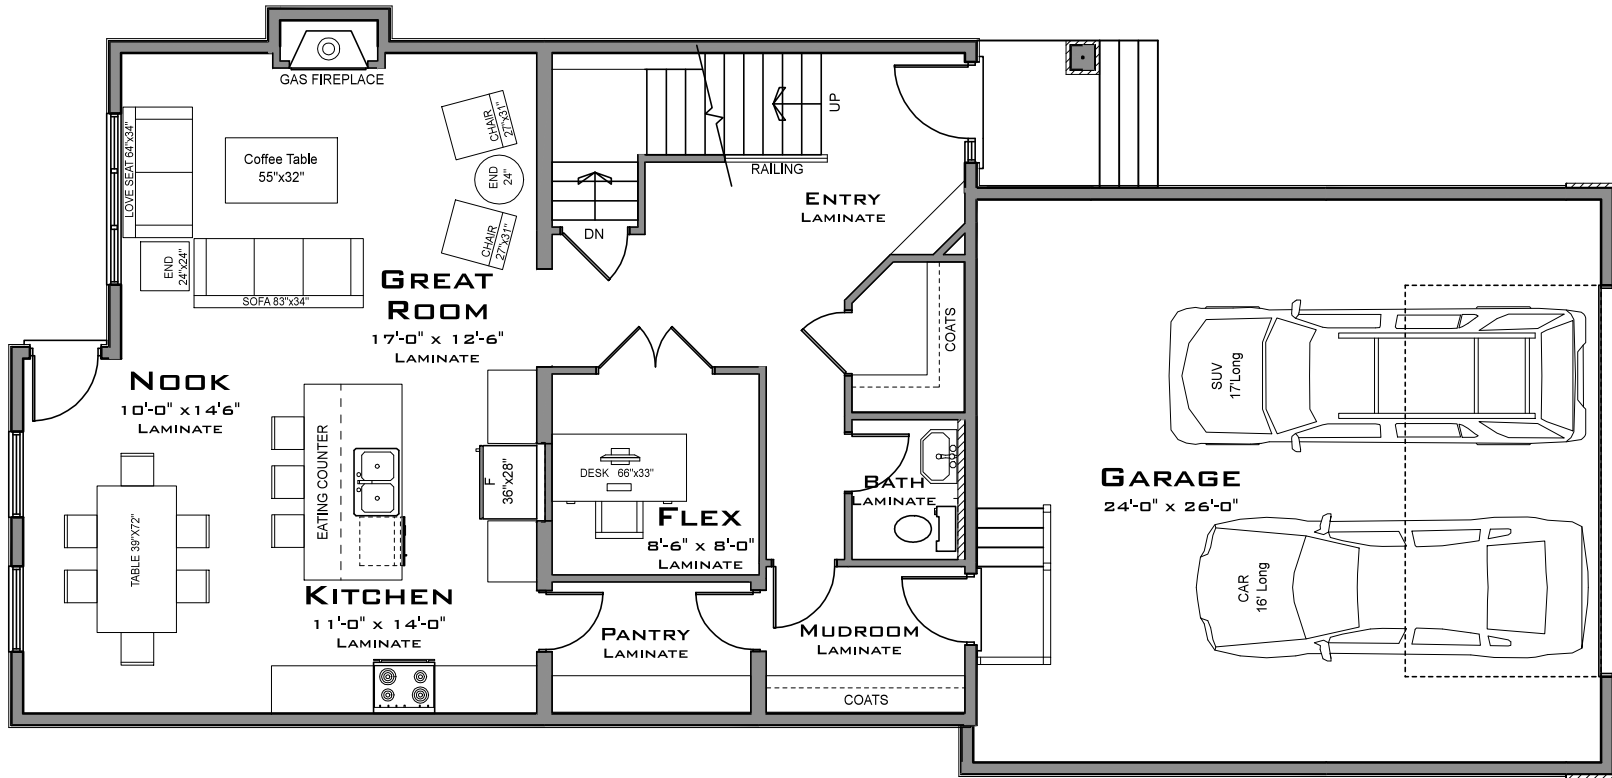 GAS FIREPLACE
LOVE SEAT 64"x34"
Coffee Table
55"x32"
CHAIR
27"x31"
END
24"
CHAIR
27"x31"
END
24"x24"
SOFA 83"x34"
GREAT
ROOM
17'-0" x 12'-6"
LAMINATE
UP
RAILING
DN
ENTRY
LAMINATE
COATS
NOOK
10'-0" x14'6"
LAMINATE
EATING COUNTER
TABLE 39"X72"
F
36"x28"
DESK 66"x33"
FLEX
8'-6" x 8'-0"
LAMINATE
BATH
LAMINATE
KITCHEN
11'-0" x 14'-0"
LAMINATE
PANTRY
LAMINATE
MUDROOM
LAMINATE
COATS
GARAGE
24'-0" x 26'-0"
SUV
17'Long
CAR
16' Long